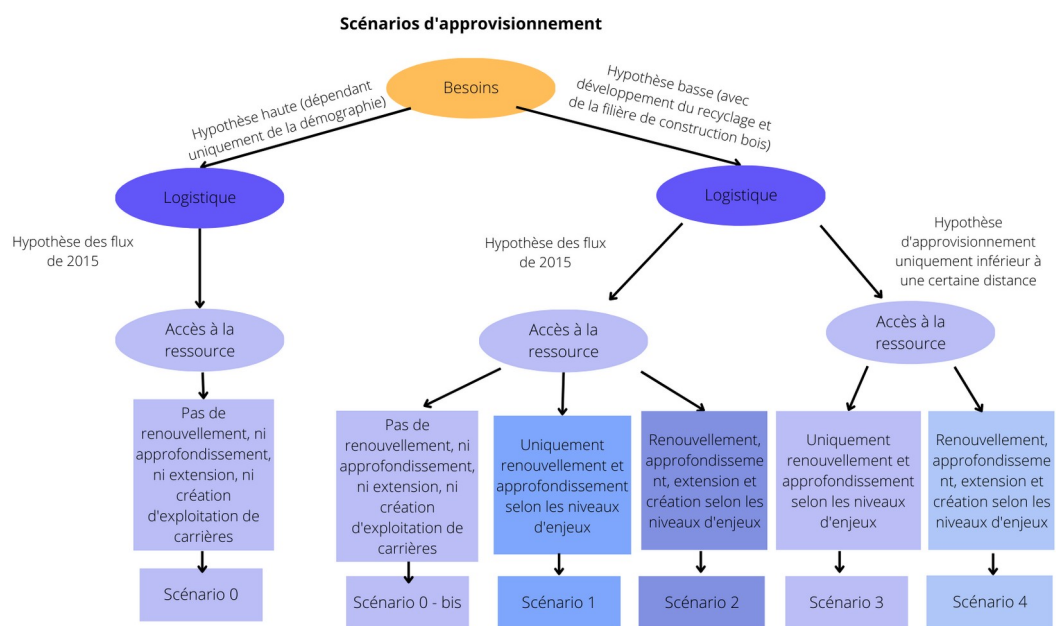 Scénarios d'approvisionnement
Besoins
Hypothèse haute (dépendant
uniquement de la démographie)
Hypothèse basse (avec
développement du recyclage et
de la filière de construction bois)
Logistique
Logistique
Hypothèse des flux
de 2015
Hypothèse des flux
de 2015
Hypothèse
d'approvisionnement
uniquement inférieur à
une certaine distance
Accès à la
ressource
Accès à la
ressource
Accès à la
ressource
Pas de
renouvellement, ni
approfondissement,
ni extension, ni
création
d'exploitation de
carrières
Pas de
renouvellement, ni
approfondissement,
ni extension, ni
création
d'exploitation de
carrières
Uniquement
renouvellement et
approfondissement
selon les niveaux
d'enjeux
Renouvellement,
approfondisseme
nt, extension et
création selon les
niveaux d'enjeux
Uniquement
renouvellement et
approfondissement
selon les niveaux
d'enjeux
Renouvellement,
approfondisseme
nt, extension et
création selon les
niveaux d'enjeux
Scénario 0
Scénario 0 - bis
Scénario 1
Scénario 2
Scénario 3
Scénario 4